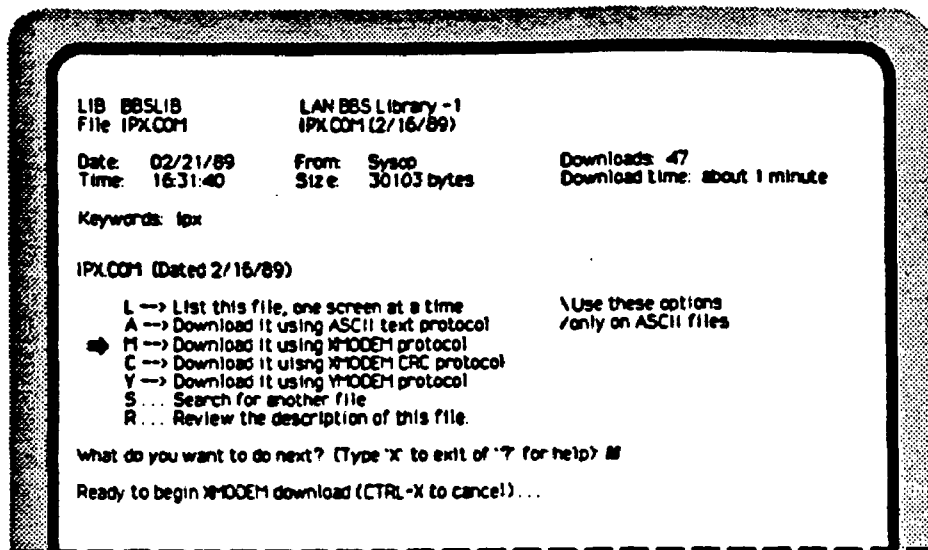 LIB BBSLIB LAN BBS Library -1
File IPX.COM IPX.COM (2/16/89)
Date: 02/21/89 From: Sysco Downloads: 47
Time: 16:31:40 Size: 30103 bytes Download time: about 1 minute
Keywords: ipx
IPX.COM (Dated 2/16/89)
L --> List this file, one screen at a time \Use these options
A --> Download it using ASCII text protocol /only on ASCII files
M --> Download it using XMODEM protocol
C --> Download it uisng XMODEM CRC protocol
Y --> Download it using YMODEM protocol
S ... Search for another file
R ... Review the description of this file.
What do you want to do next? (Type 'X' to exit of '?' for help) M
Ready to begin XMODEM download (CTRL-X to cancel)...